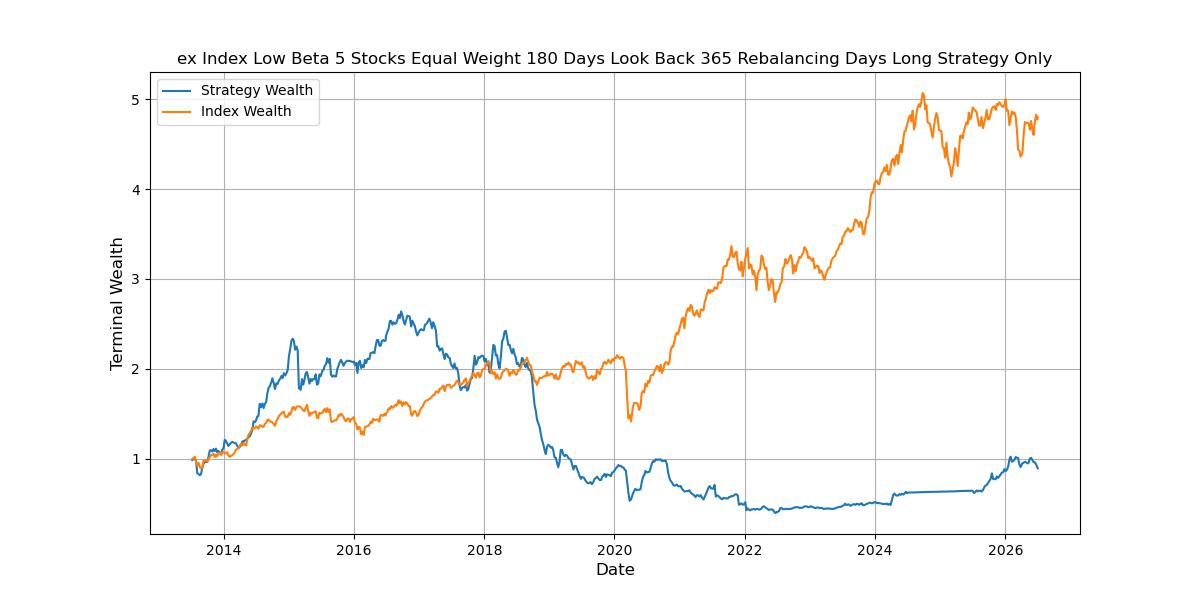 ex Index Low Beta 5 Stocks Equal Weight 180 Days Look Back 365 Rebalancing Days Long Strategy Only
Strategy Wealth
Index Wealth
Terminal Wealth
5
4
3
2
1
2014 2016 2018 2020 2022 2024 2026
Date